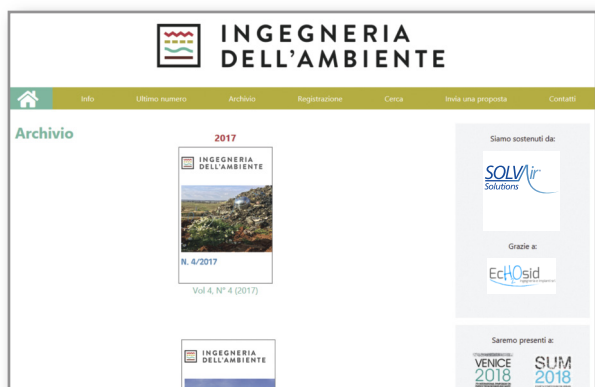 INGEGNERIA
DELL'AMBIENTE
Info Ultimo numero Archivio Registrazione Cerca Invia una proposta Contatti
Archivio
2017
INGEGNERIA
DELL'AMBIENTE
N. 4/2017
Vol 4, N° 4 (2017)
INGEGNERIA
DELL'AMBIENTE
Siamo sostenuti da:
SOLVAir
Solutions
Grazie a:
EcH2Osid
Saremo presenti a:
VENICE
2018
SUM
2018